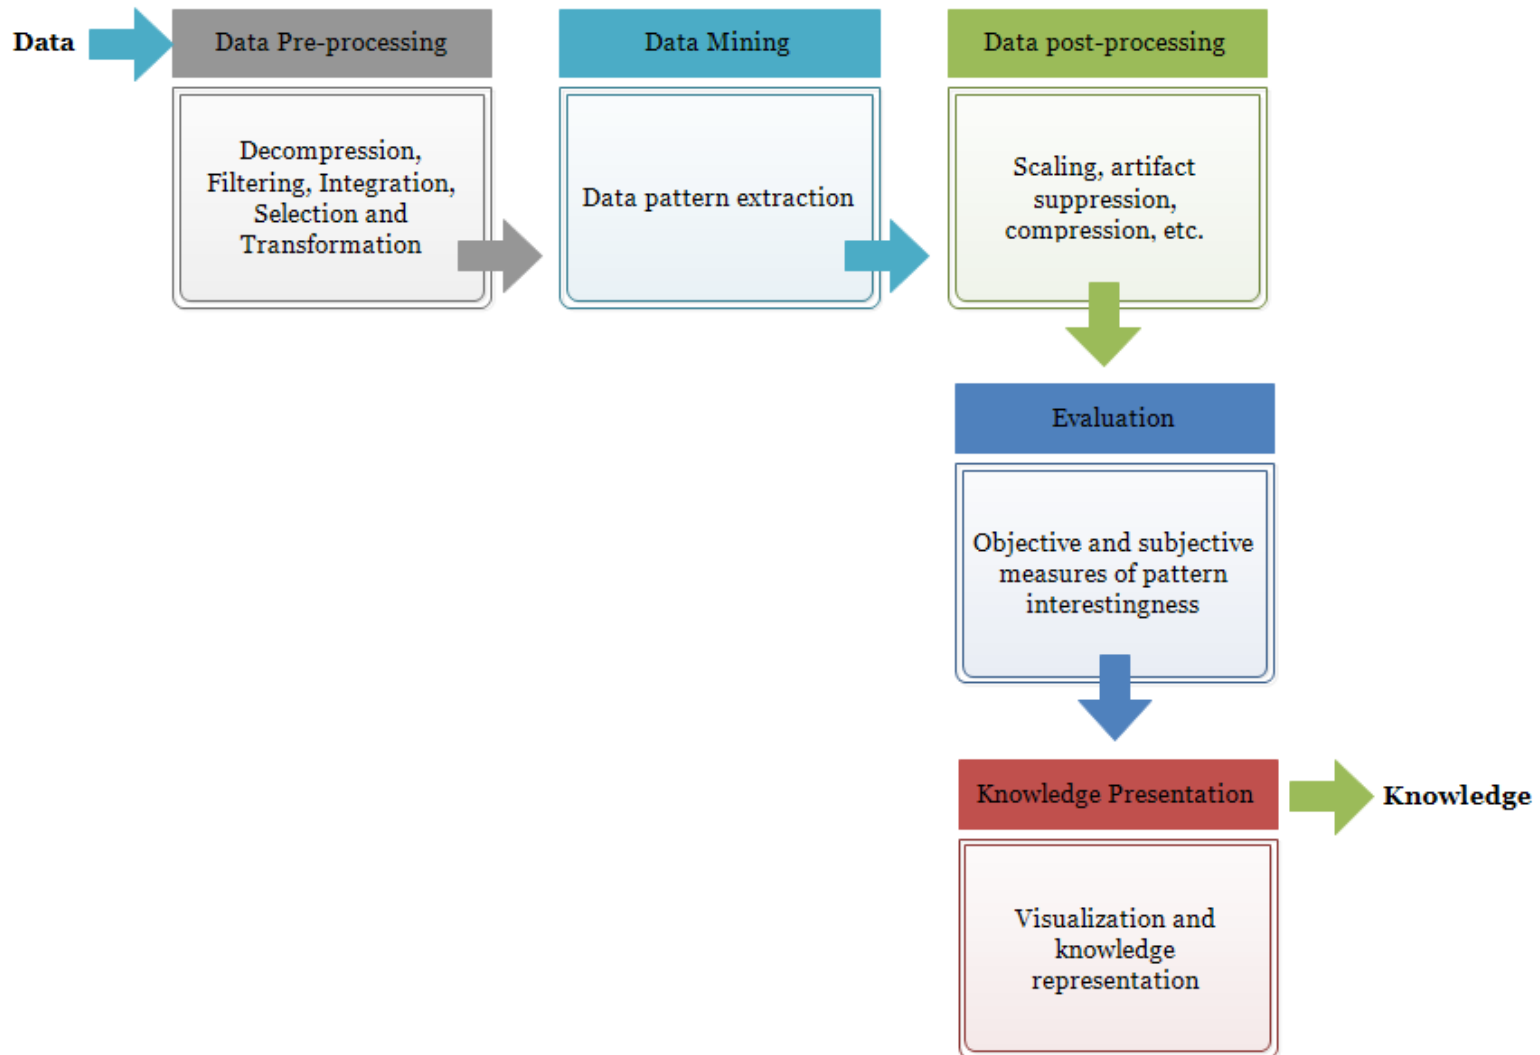 Data
Data Pre-processing
Decompression,
Filtering, Integration,
Selection and
Transformation
Data Mining
Data pattern extraction
Data post-processing
Scaling, artifact
suppression,
compression, etc.
Evaluation
Objective and subjective
measures of pattern
interestingness
Knowledge Presentation
Knowledge
Visualization and
knowledge
representation